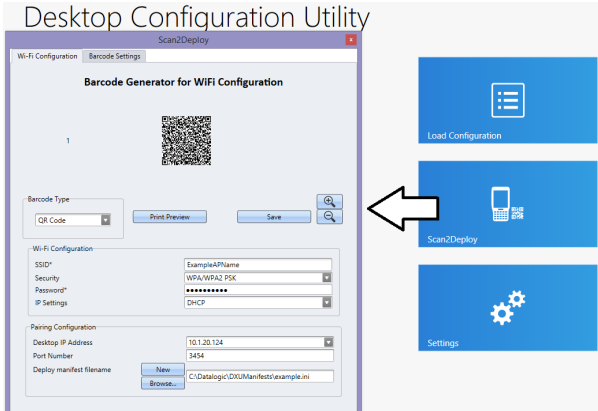 Desktop Configuration Utility
Scan2Deploy
x
Wi-Fi Configuration Barcode Settings
Barcode Generator for WiFi Configuration
1
Barcode Type
QR Code
Print Preview
Save
Wi-Fi Configuration
SSID* ExampleAPName
Security WPA/WPA2 PSK
Password* ••••••••••
IP Settings DHCP
Pairing Configuration
Desktop IP Address 10.1.20.124
Port Number 3454
Deploy manifest filename New
Browse.. C:\Datalogic\DXUManifests\example.ini
Load Configuration
Scan2Deploy
Settings